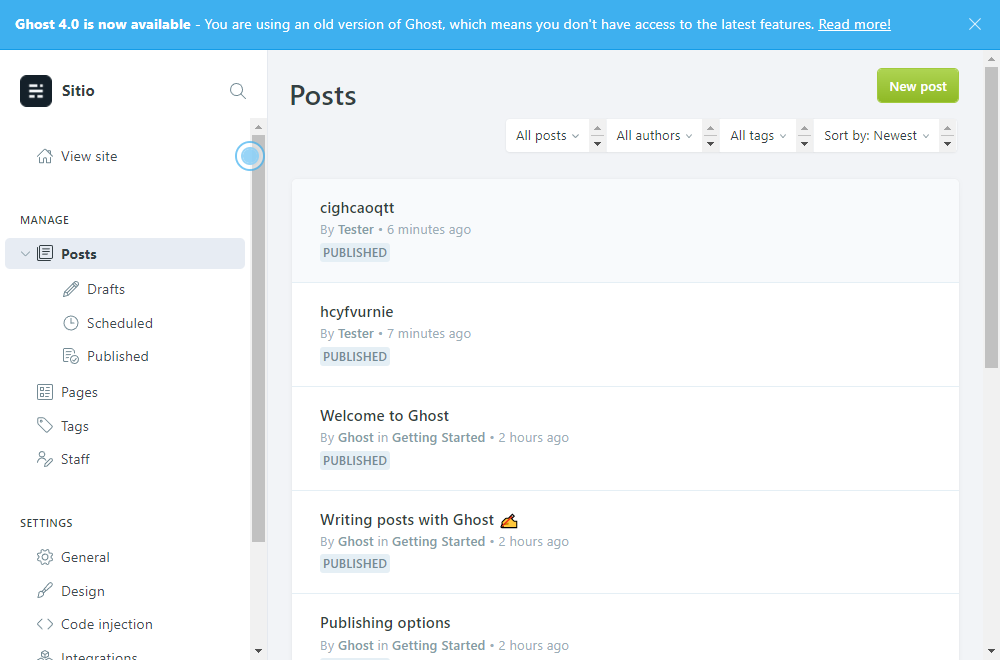 Ghost 4.0 is now available - You are using an old version of Ghost, which means you don't have access to the latest features. Read more!
Sitio
View site
MANAGE
Posts
Drafts
Scheduled
Published
Pages
Tags
Staff
SETTINGS
General
Design
Code injection
Integrations
Posts
New post
All posts
All authors
All tags
Sort by: Newest
cighcaoqtt
By Tester • 6 minutes ago
PUBLISHED
hcyfvurnie
By Tester • 7 minutes ago
PUBLISHED
Welcome to Ghost
By Ghost in Getting Started • 2 hours ago
PUBLISHED
Writing posts with Ghost ✍️
By Ghost in Getting Started • 2 hours ago
PUBLISHED
Publishing options
By Ghost in Getting Started • 2 hours ago